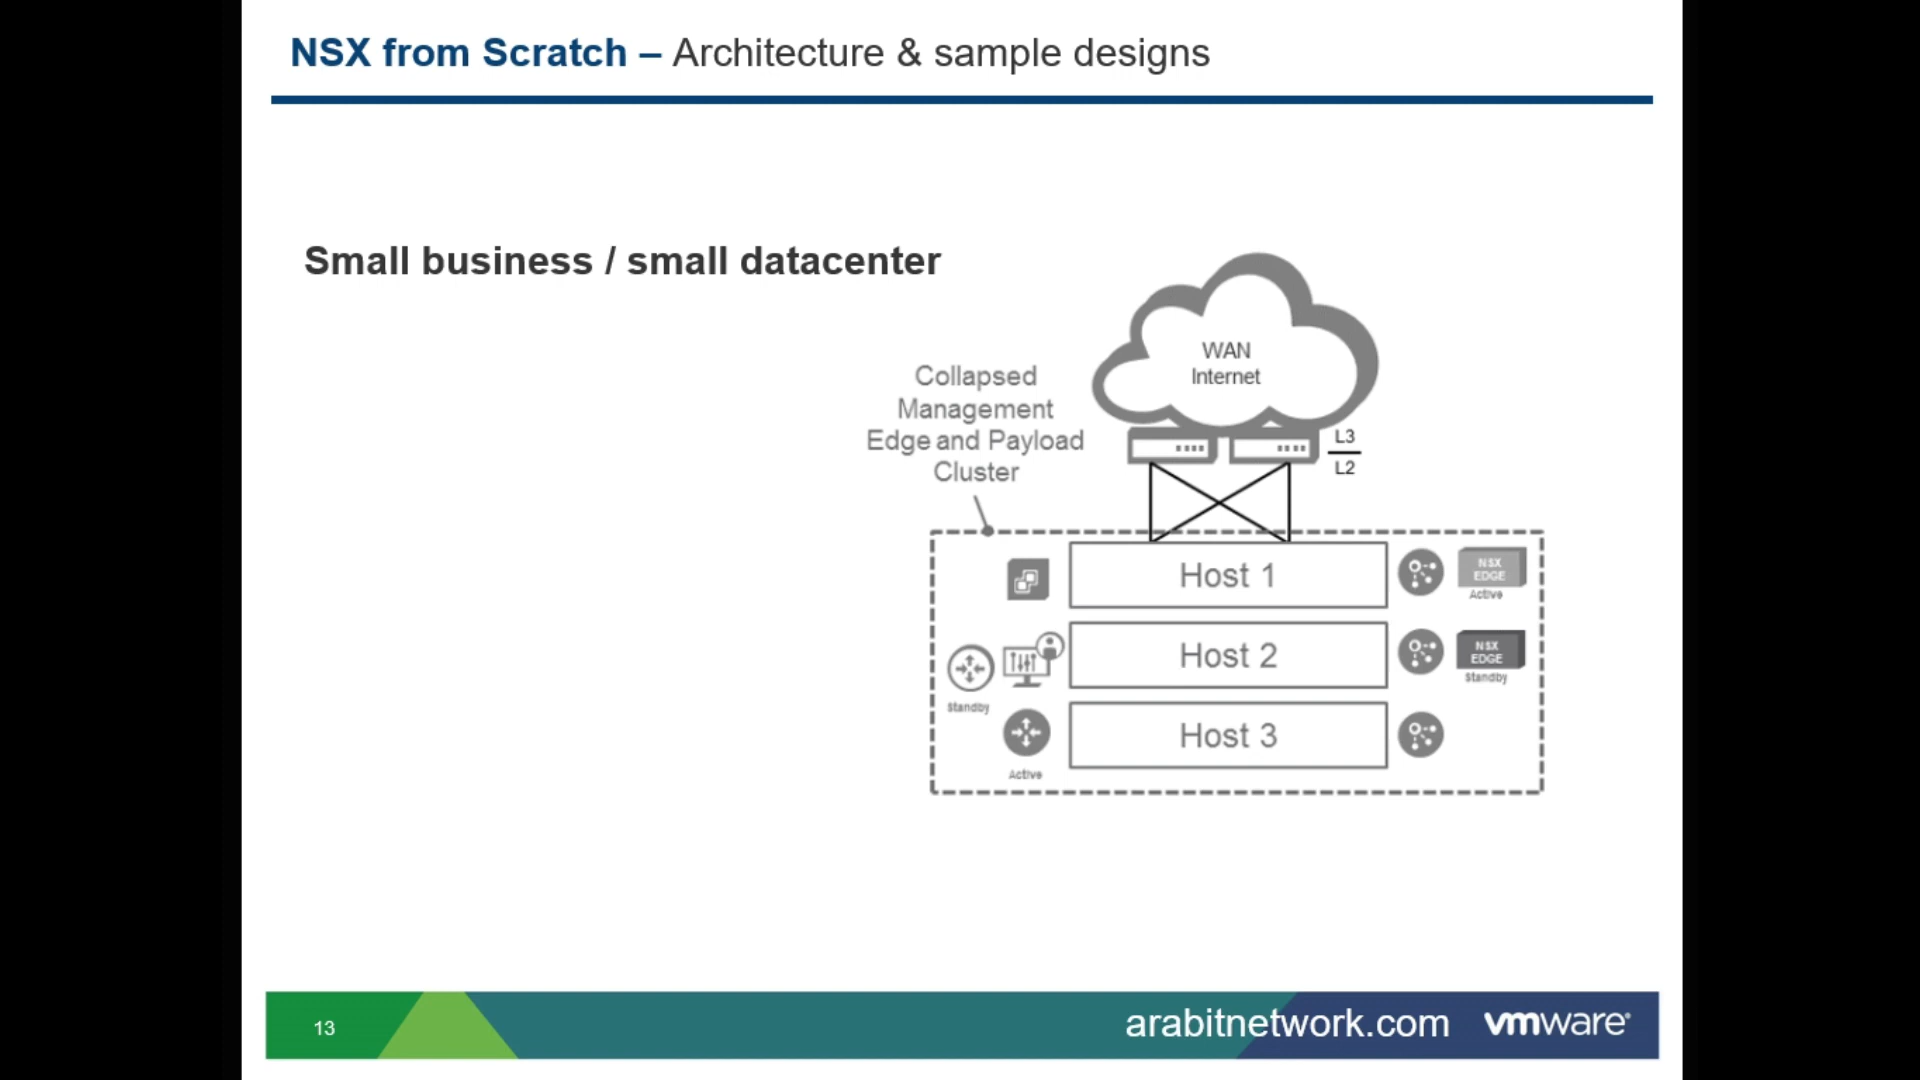 NSX from Scratch – Architecture & sample designs
Small business / small datacenter
WAN
Internet
Collapsed
Management
Edge and Payload
Cluster
L3
L2
Host 1
NSX
EDGE
Active
Host 2
NSX
EDGE
Standby
Standby
Host 3
Active
13
arabitnetwork.com
vmware®